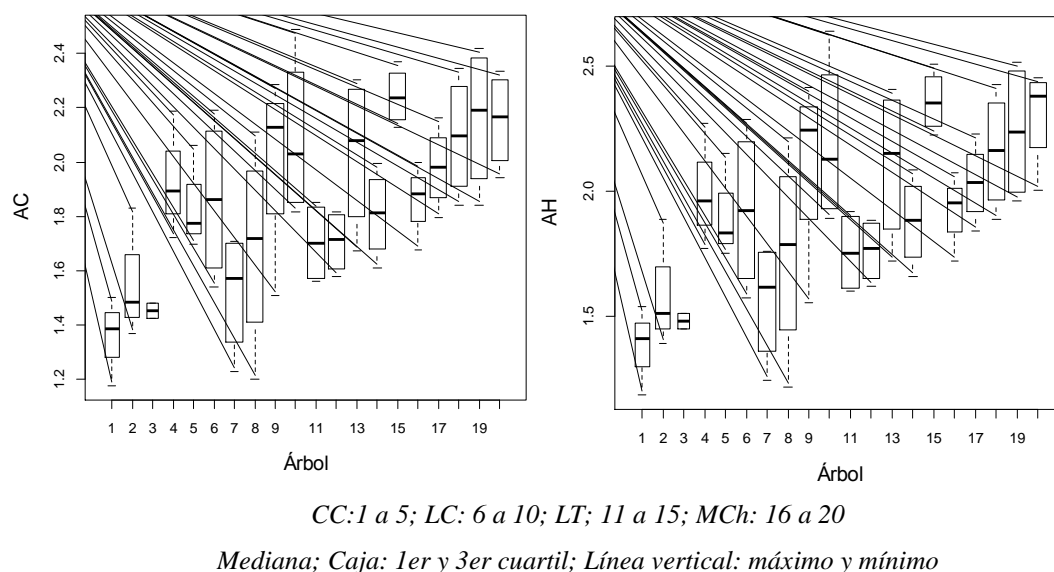 AC
2.4
2.2
2.0
1.8
1.6
1.4
1.2
1 2 3 4 5 6 7 8 9 11 13 15 17 19
Árbol
AH
2.5
2.0
1.5
1 2 3 4 5 6 7 8 9 11 13 15 17 19
Árbol
CC:1 a 5; LC: 6 a 10; LT; 11 a 15; MCh: 16 a 20
Mediana; Caja: 1er y 3er cuartil; Línea vertical: máximo y mínimo